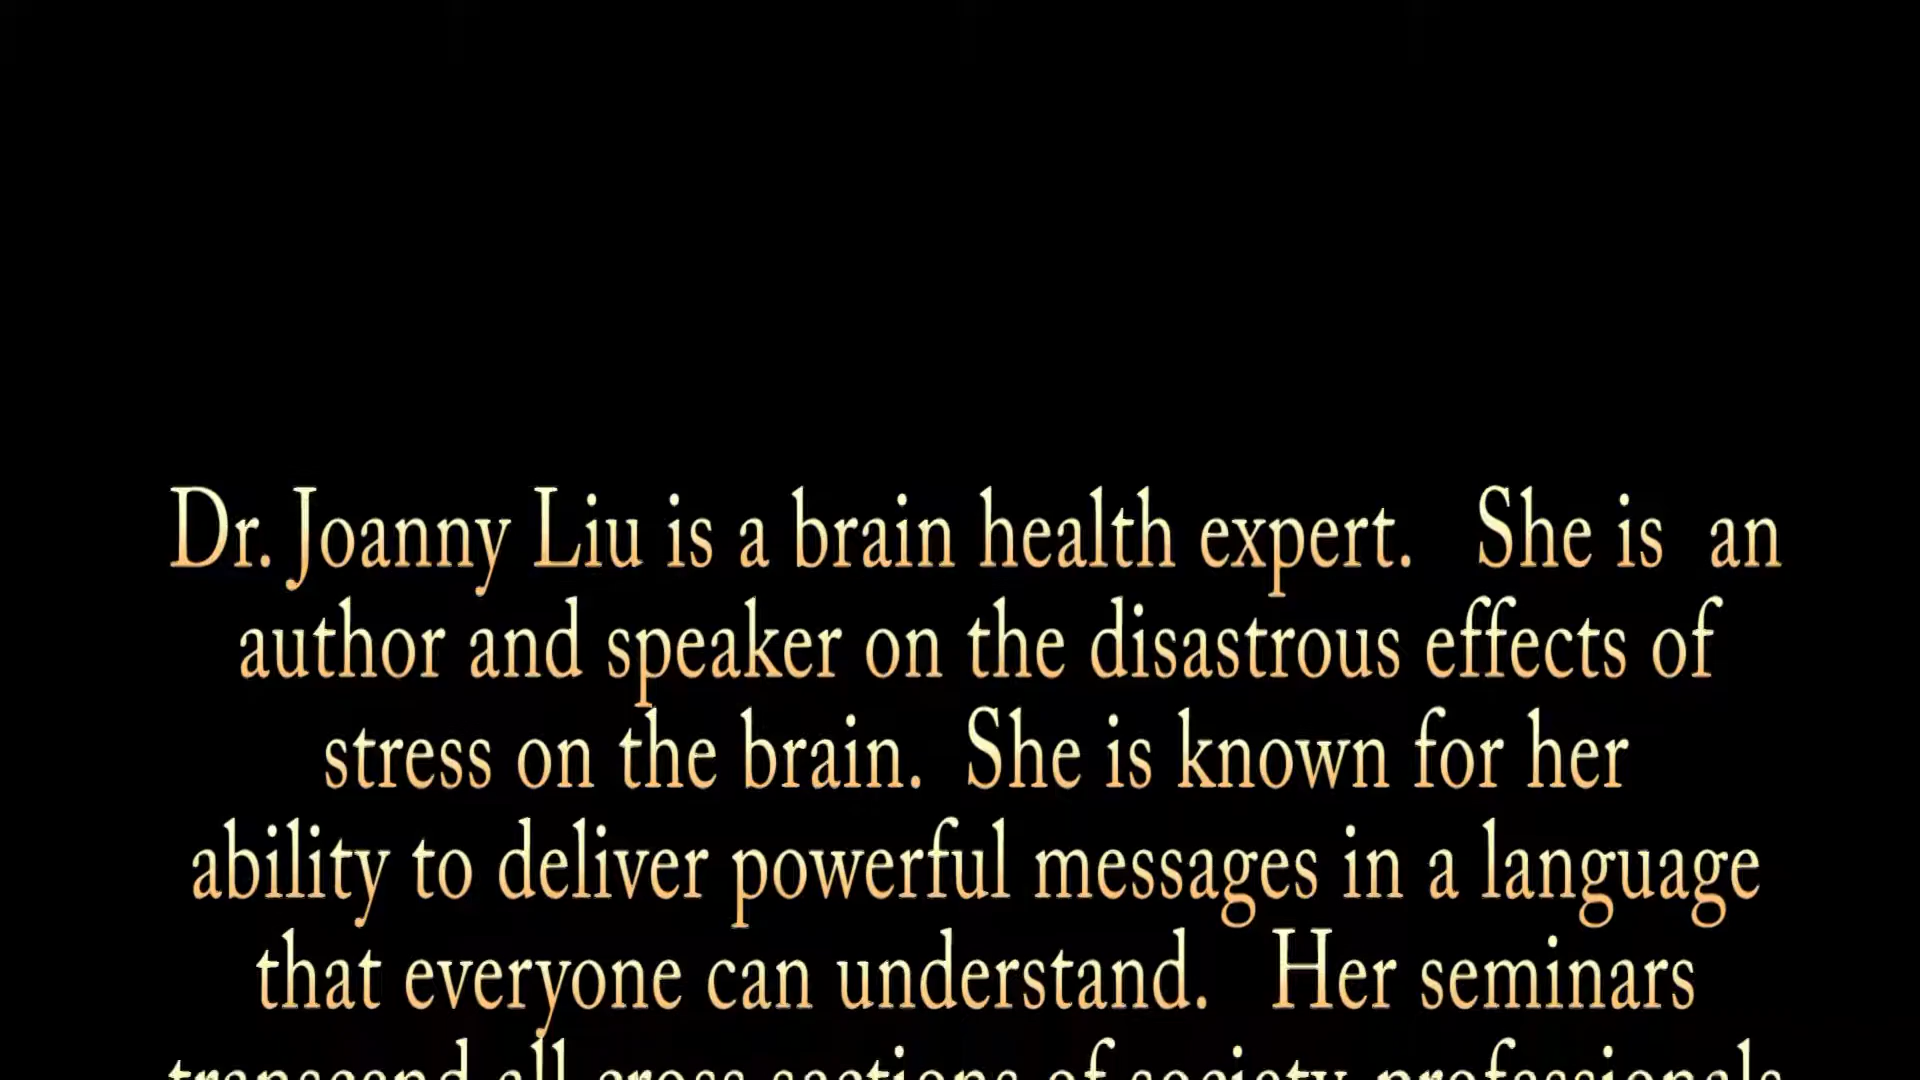 Dr. Joanny Liu is a brain health expert.   She is  an
author and speaker on the disastrous effects of
stress on the brain.  She is known for her
ability to deliver powerful messages in a language
that everyone can understand.   Her seminars
transcend all cross sections of society professionals